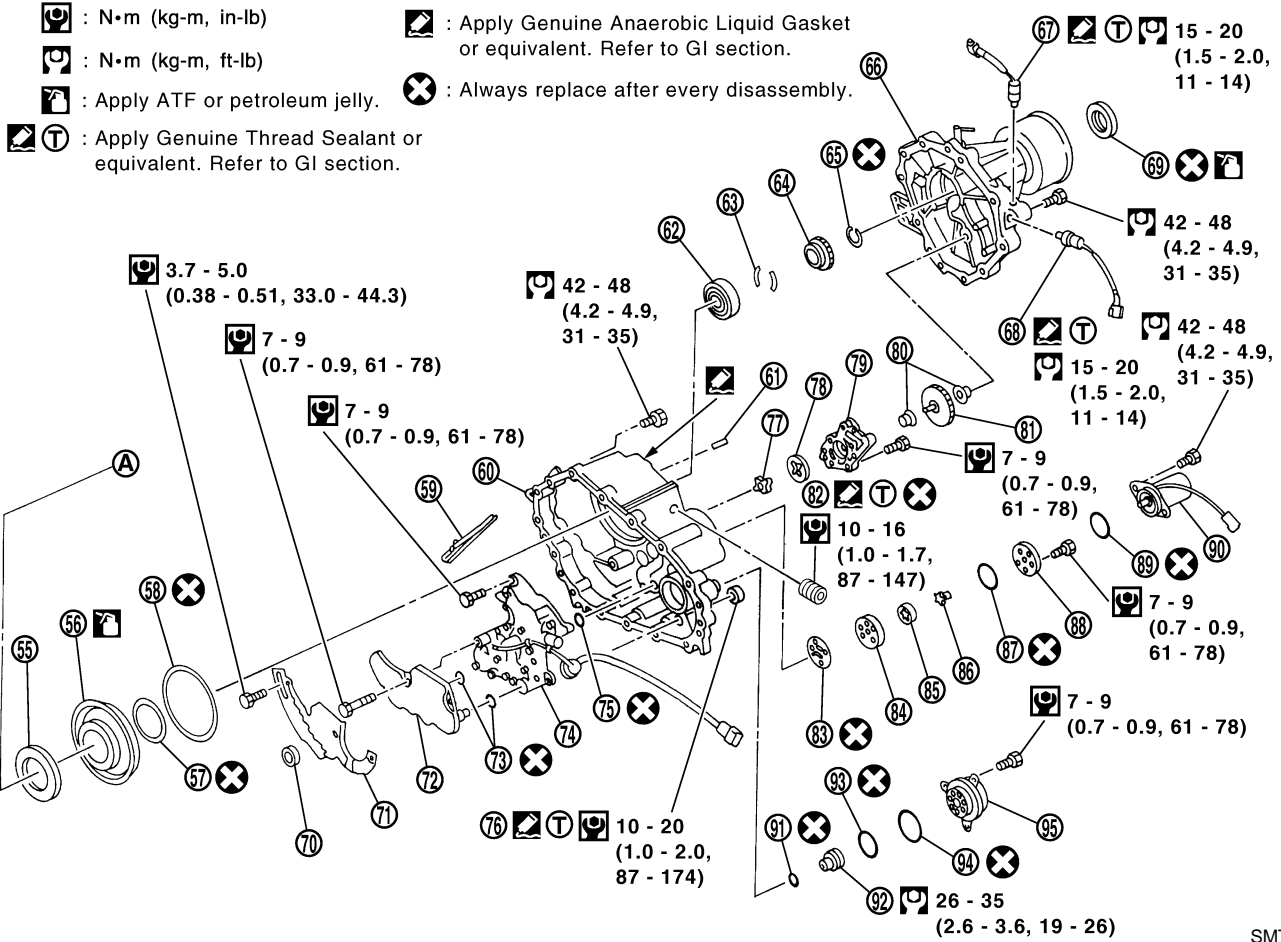 : N•m (kg-m, in-lb)
: N•m (kg-m, ft-lb)
: Apply ATF or petroleum jelly.
T : Apply Genuine Thread Sealant or
equivalent. Refer to GI section.
: Apply Genuine Anaerobic Liquid Gasket
or equivalent. Refer to GI section.
: Always replace after every disassembly.
67 T 15 - 20
(1.5 - 2.0,
11 - 14)
66
65
69
64
63
62
42 - 48
(4.2 - 4.9,
31 - 35)
3.7 - 5.0
(0.38 - 0.51, 33.0 - 44.3)
42 - 48
(4.2 - 4.9,
31 - 35)
7 - 9
(0.7 - 0.9, 61 - 78)
68 T
15 - 20
(1.5 - 2.0,
11 - 14)
42 - 48
(4.2 - 4.9,
31 - 35)
7 - 9
(0.7 - 0.9, 61 - 78)
61
80
79
78
77
81
A
60
59
82 T
10 - 16
(1.0 - 1.7,
87 - 147)
7 - 9
(0.7 - 0.9,
61 - 78)
90
89
58
56
55
88
7 - 9
(0.7 - 0.9,
61 - 78)
87
86
85
84
83
75
74
73
72
57
71
70
7 - 9
(0.7 - 0.9, 61 - 78)
76 T 10 - 20
(1.0 - 2.0,
87 - 174)
93
91
95
94
92 26 - 35
(2.6 - 3.6, 19 - 26)